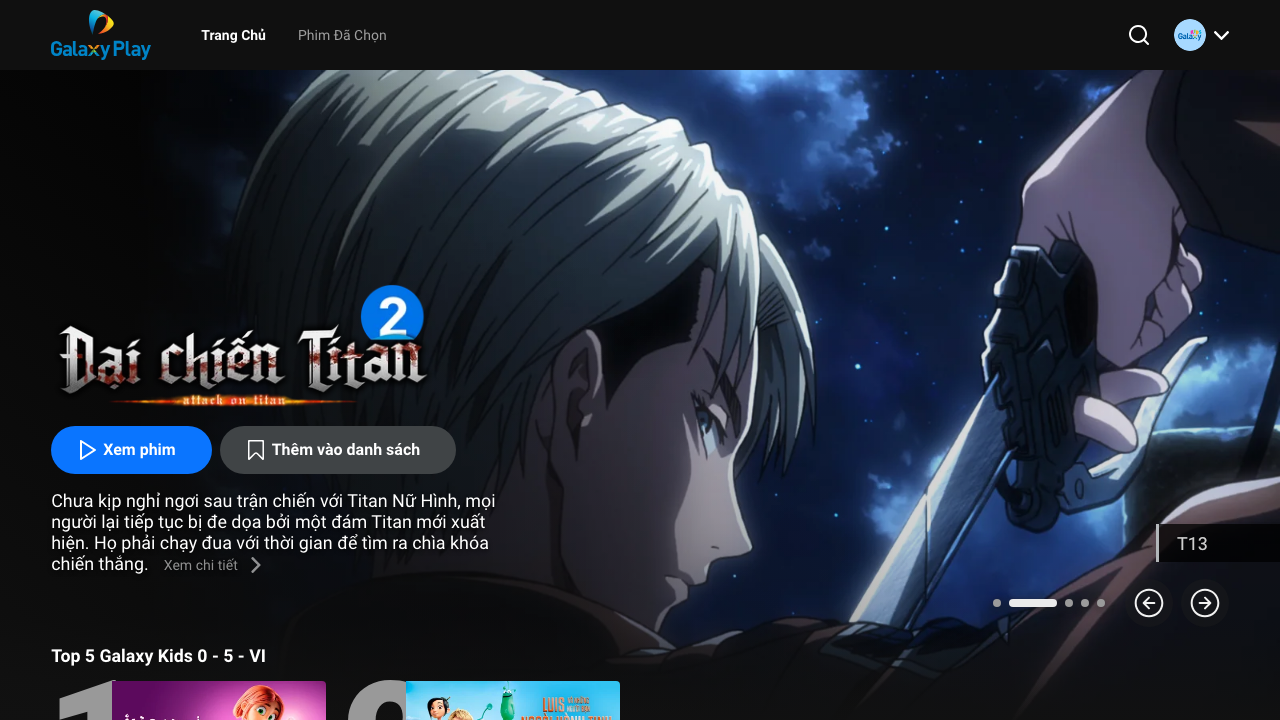 Galaxy Play
Trang Chủ
Phim Đã Chọn
Galaxy
2
Đại chiến Titan
attack on titan
Xem phim
Thêm vào danh sách
Chưa kịp nghỉ ngơi sau trận chiến với Titan Nữ Hình, mọi
người lại tiếp tục bị đe dọa bởi một đám Titan mới xuất
hiện. Họ phải chạy đua với thời gian để tìm ra chìa khóa
chiến thắng. Xem chi tiết
T13
Top 5 Galaxy Kids 0 - 5 - VI
LUIS